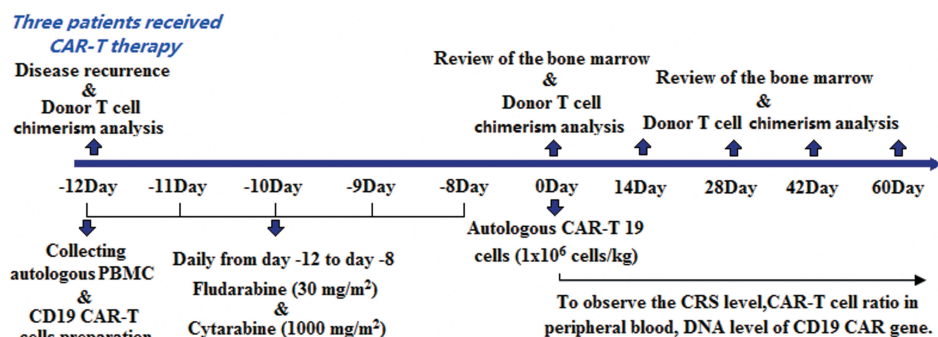 Three patients received
CAR-T therapy
Disease recurrence
&
Donor T cell
chimerism analysis
Review of the bone marrow
&
Donor T cell
chimerism analysis
Review of the bone marrow
&
Donor T cell chimerism analysis
-12Day -11Day -10Day -9Day -8Day 0Day 14Day 28Day 42Day 60Day
Collecting
autologous PBMC
&
CD19 CAR-T
cells preparation
Daily from day -12 to day -8
Fludarabine (30 mg/m²)
&
Cytarabine (1000 mg/m²)
Autologous CAR-T 19
cells (1x10⁶ cells/kg)
To observe the CRS level,CAR-T cell ratio in
peripheral blood, DNA level of CD19 CAR gene.